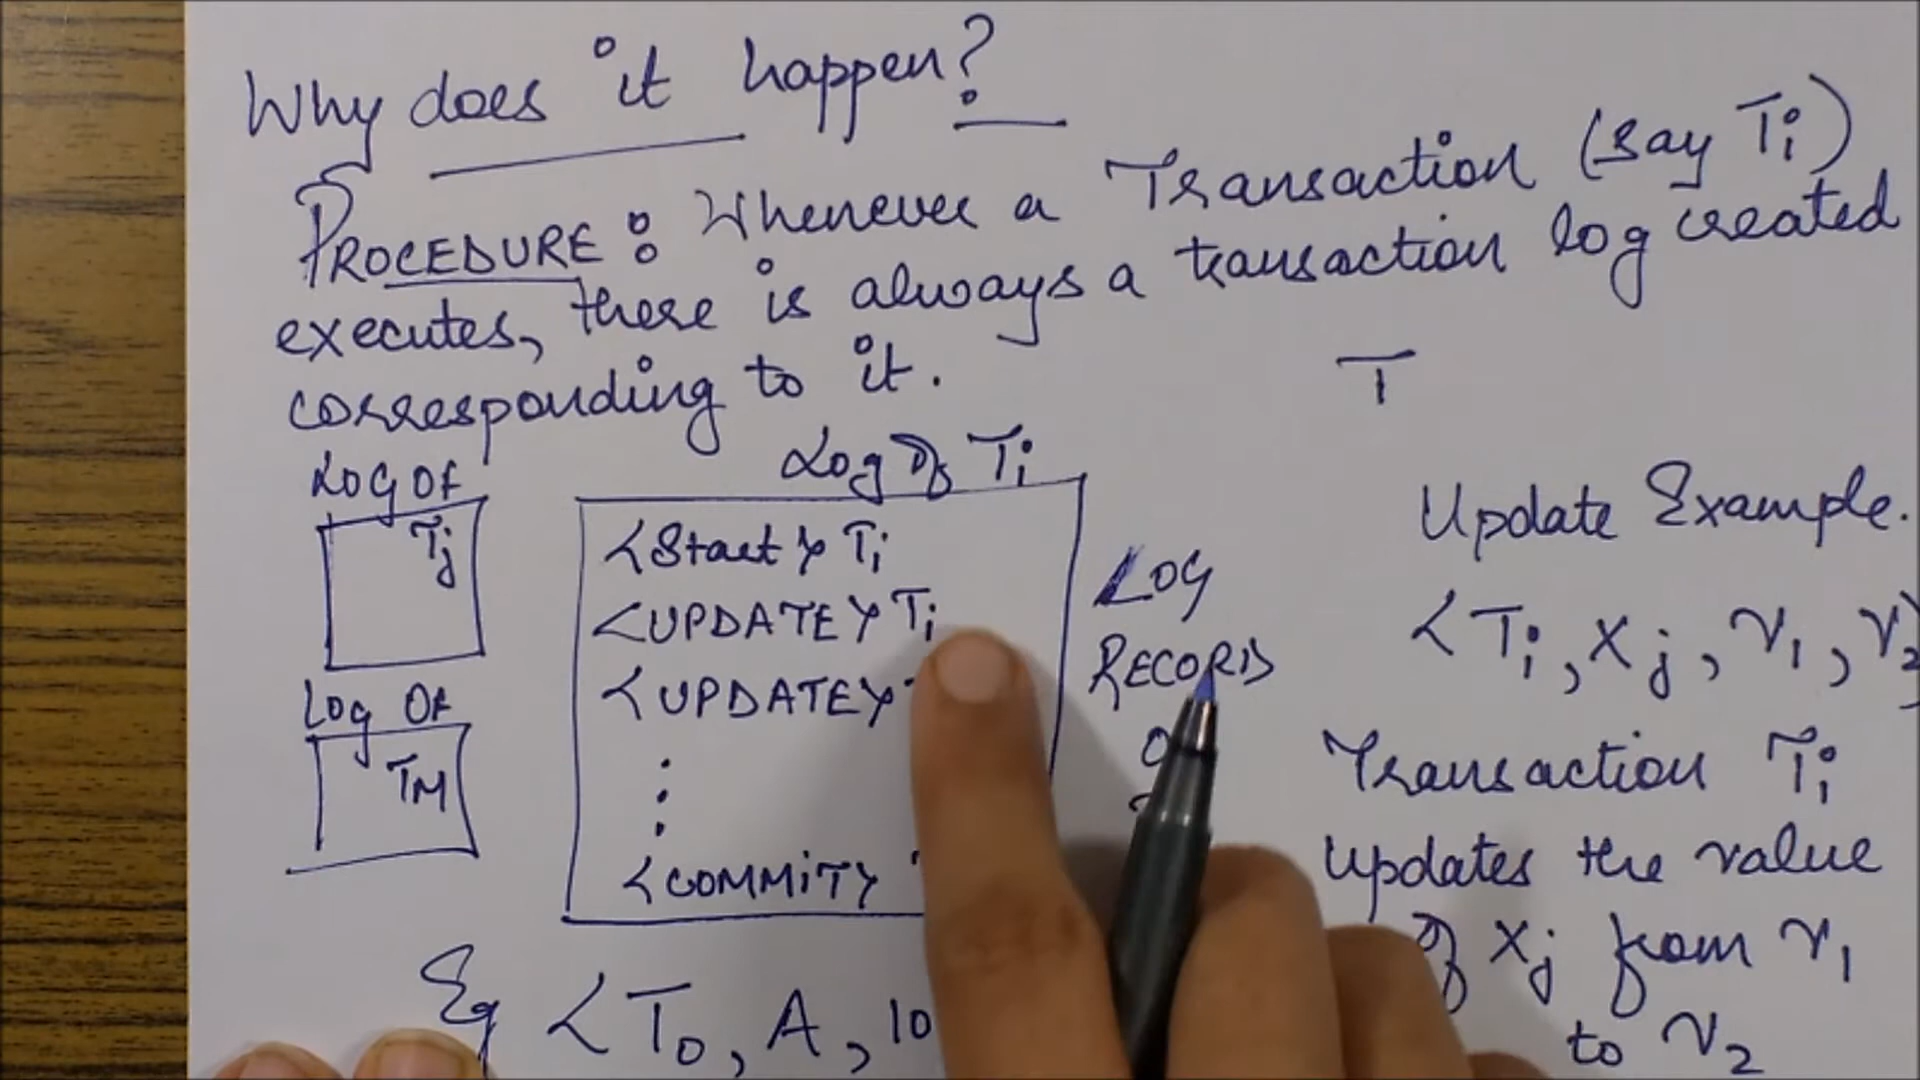 Why does it happen?
PROCEDURE : Whenever a Transaction (say Ti)
executes, there is always a transaction log created
corresponding to it.
T
LOG OF
Tj
Log OF
TM
Log Of Ti
<Start> Ti
<UPDATE> Ti
<UPDATE>
<COMMIT>
LOG
RECORDS
Update Example.
<Ti, Xj, V1, V2>
Transaction Ti
updates the value
of Xj from V1
to V2
Eg <T0, A, 10